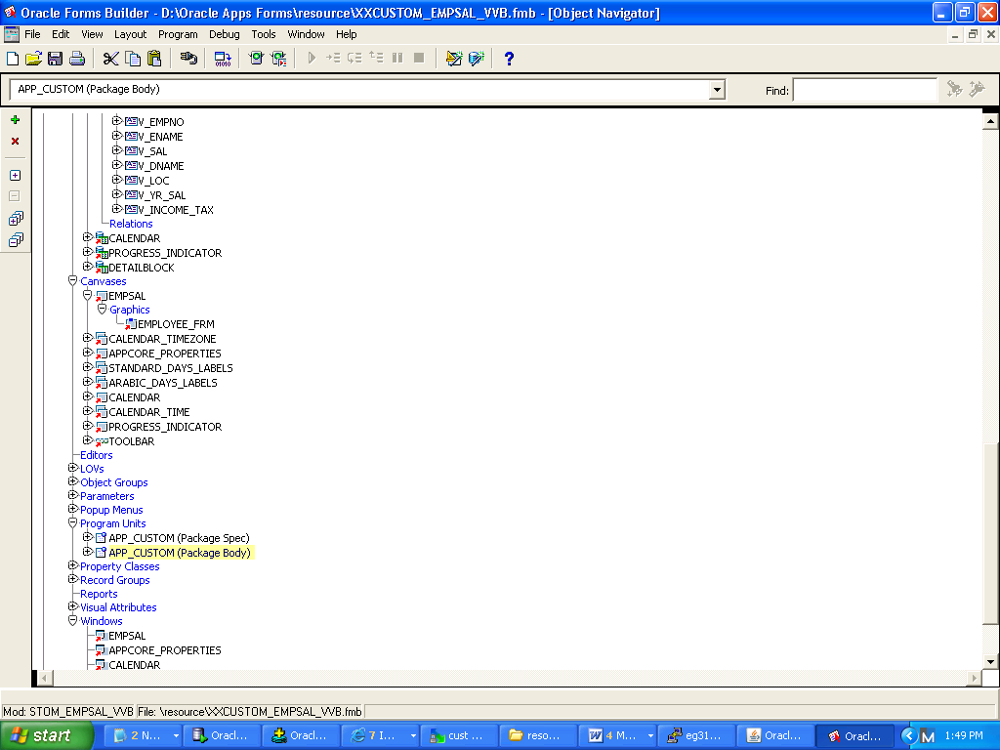 Oracle Forms Builder - D:\Oracle Apps Forms\resource\XXCUSTOM_EMPSAL_VVB.fmb - [Object Navigator]
File Edit View Layout Program Debug Tools Window Help
APP_CUSTOM (Package Body)
Find:
V_EMPNO
V_ENAME
V_SAL
V_DNAME
V_LOC
V_YR_SAL
V_INCOME_TAX
Relations
CALENDAR
PROGRESS_INDICATOR
DETAILBLOCK
Canvases
EMPSAL
Graphics
EMPLOYEE_FRM
CALENDAR_TIMEZONE
APPCORE_PROPERTIES
STANDARD_DAYS_LABELS
ARABIC_DAYS_LABELS
CALENDAR
CALENDAR_TIME
PROGRESS_INDICATOR
TOOLBAR
Editors
LOVs
Object Groups
Parameters
Popup Menus
Program Units
APP_CUSTOM (Package Spec)
APP_CUSTOM (Package Body)
Property Classes
Record Groups
Reports
Visual Attributes
Windows
EMPSAL
APPCORE_PROPERTIES
CALENDAR
Mod: STOM_EMPSAL_VVB File: \resource\XXCUSTOM_EMPSAL_VVB.fmb
start 2 N... Oracl... Oracl... 7 I... cust ... reso... 4 M... eg31... Oracl... Oracl... 1:49 PM